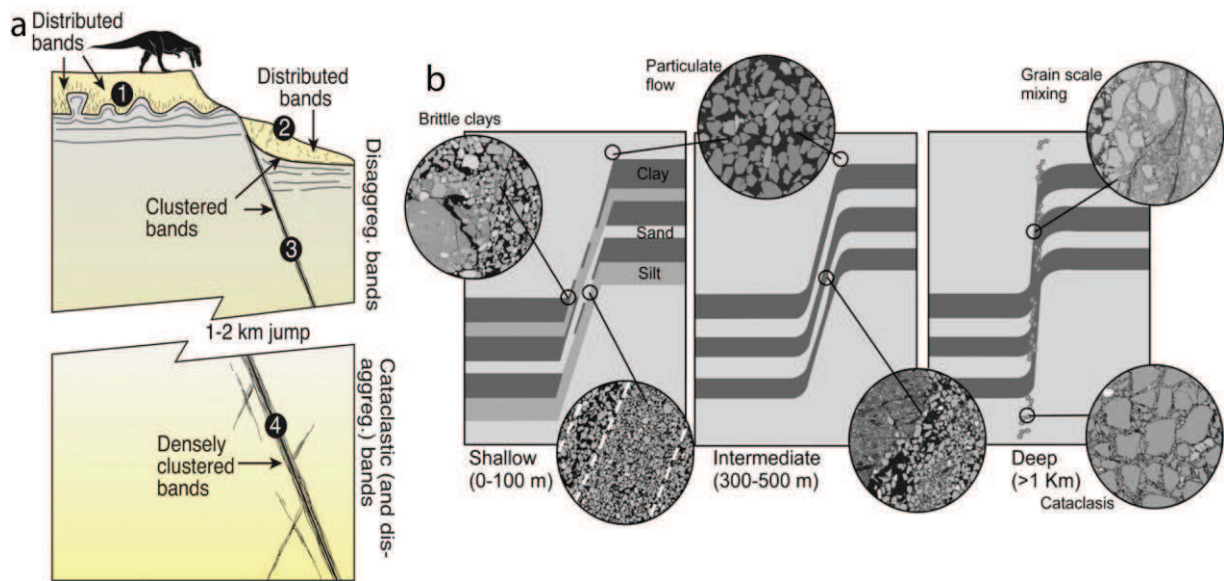 a
Distributed
bands
1
Distributed
bands
2
Clustered
bands
3
Disaggreg. bands
1-2 km jump
4
Densely
clustered
bands
Cataclastic (and dis-
aggreg.) bands
b
Brittle clays
Particulate
flow
Grain scale
mixing
Clay
Sand
Silt
Shallow
(0-100 m)
Intermediate
(300-500 m)
Deep
(>1 Km)
Cataclasis